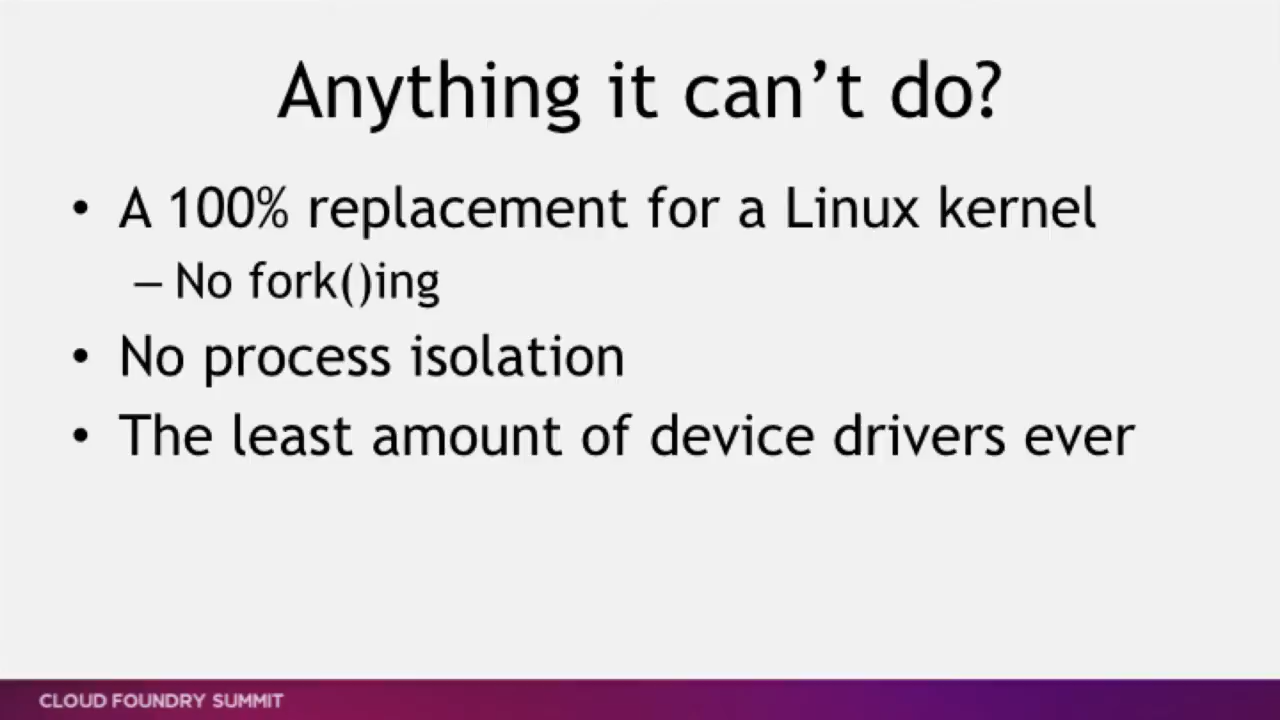 Anything it can’t do?
• A 100% replacement for a Linux kernel
– No fork()ing
• No process isolation
• The least amount of device drivers ever
CLOUD FOUNDRY SUMMIT